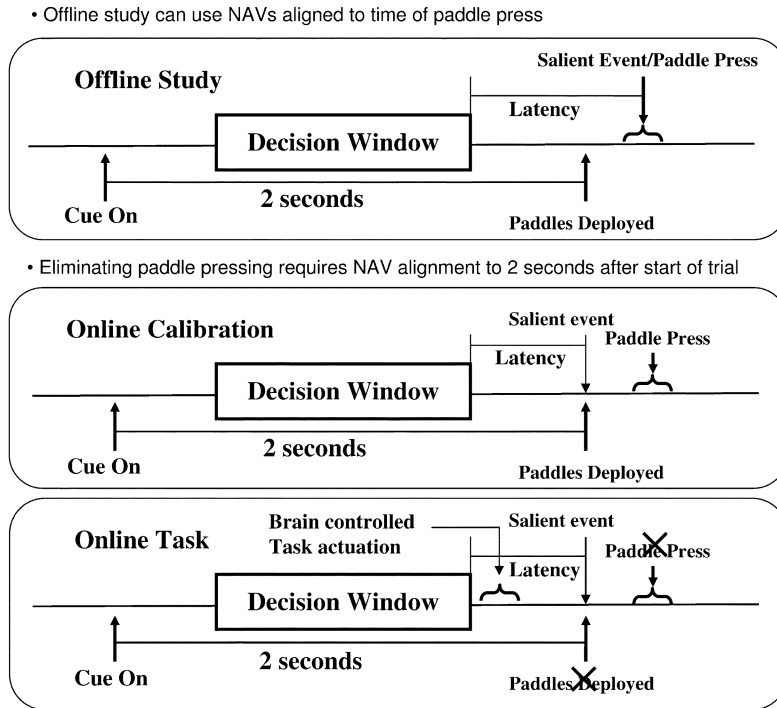 • Offline study can use NAVs aligned to time of paddle press
Offline Study
Salient Event/Paddle Press
Latency
Decision Window
2 seconds
Cue On
Paddles Deployed
• Eliminating paddle pressing requires NAV alignment to 2 seconds after start of trial
Online Calibration
Salient event
Paddle Press
Latency
Decision Window
2 seconds
Cue On
Paddles Deployed
Online Task
Brain controlled
Task actuation
Salient event
Paddle Press
Latency
Decision Window
2 seconds
Cue On
Paddles Deployed